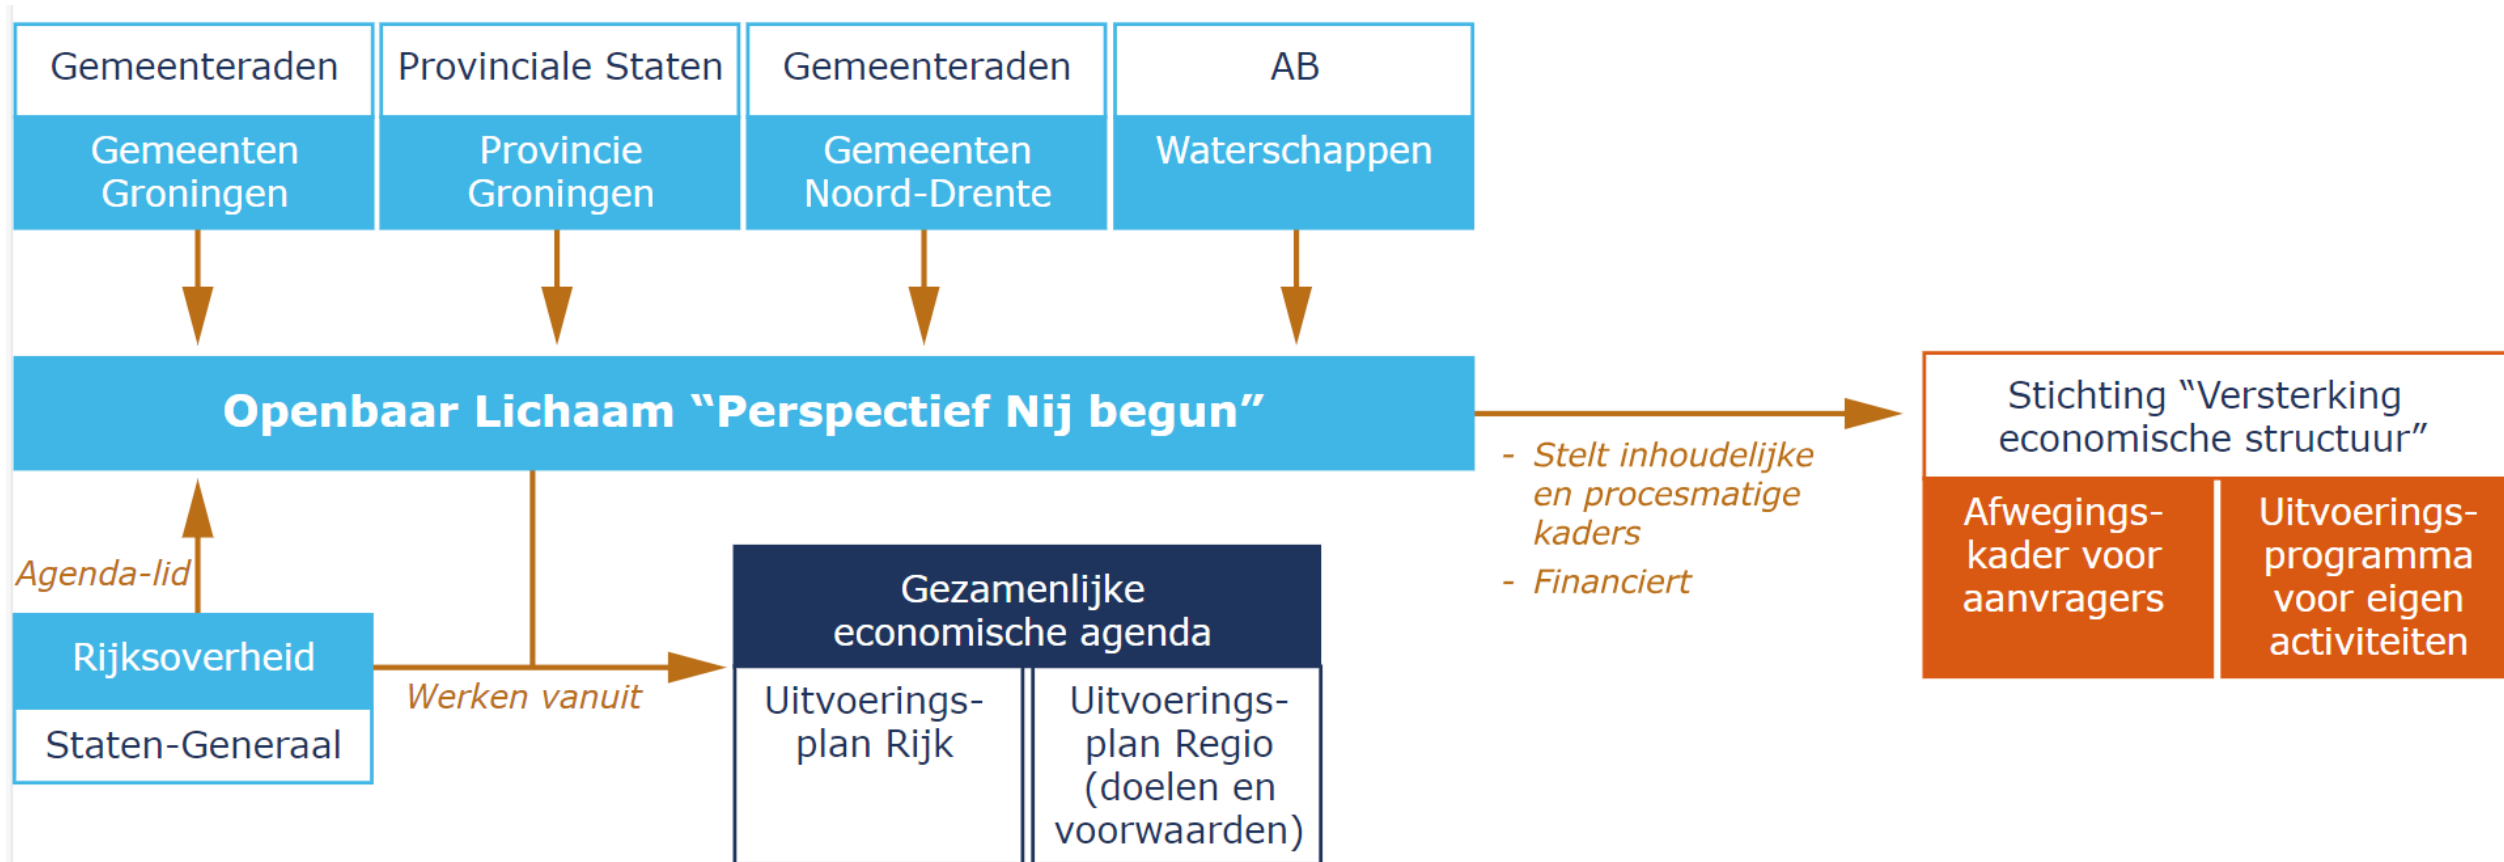 Gemeenteraden
Gemeenten
Groningen
Provinciale Staten
Provincie
Groningen
Gemeenteraden
Gemeenten
Noord-Drente
AB
Waterschappen
Openbaar Lichaam “Perspectief Nij begun”
- Stelt inhoudelijke
en procesmatige
kaders
- Financiert
Stichting “Versterking
economische structuur”
Afwegings-
kader voor
aanvragers
Uitvoerings-
programma
voor eigen
activiteiten
Agenda-lid
Rijksoverheid
Staten-Generaal
Werken vanuit
Gezamenlijke
economische agenda
Uitvoerings-
plan Rijk
Uitvoerings-
plan Regio
(doelen en
voorwaarden)